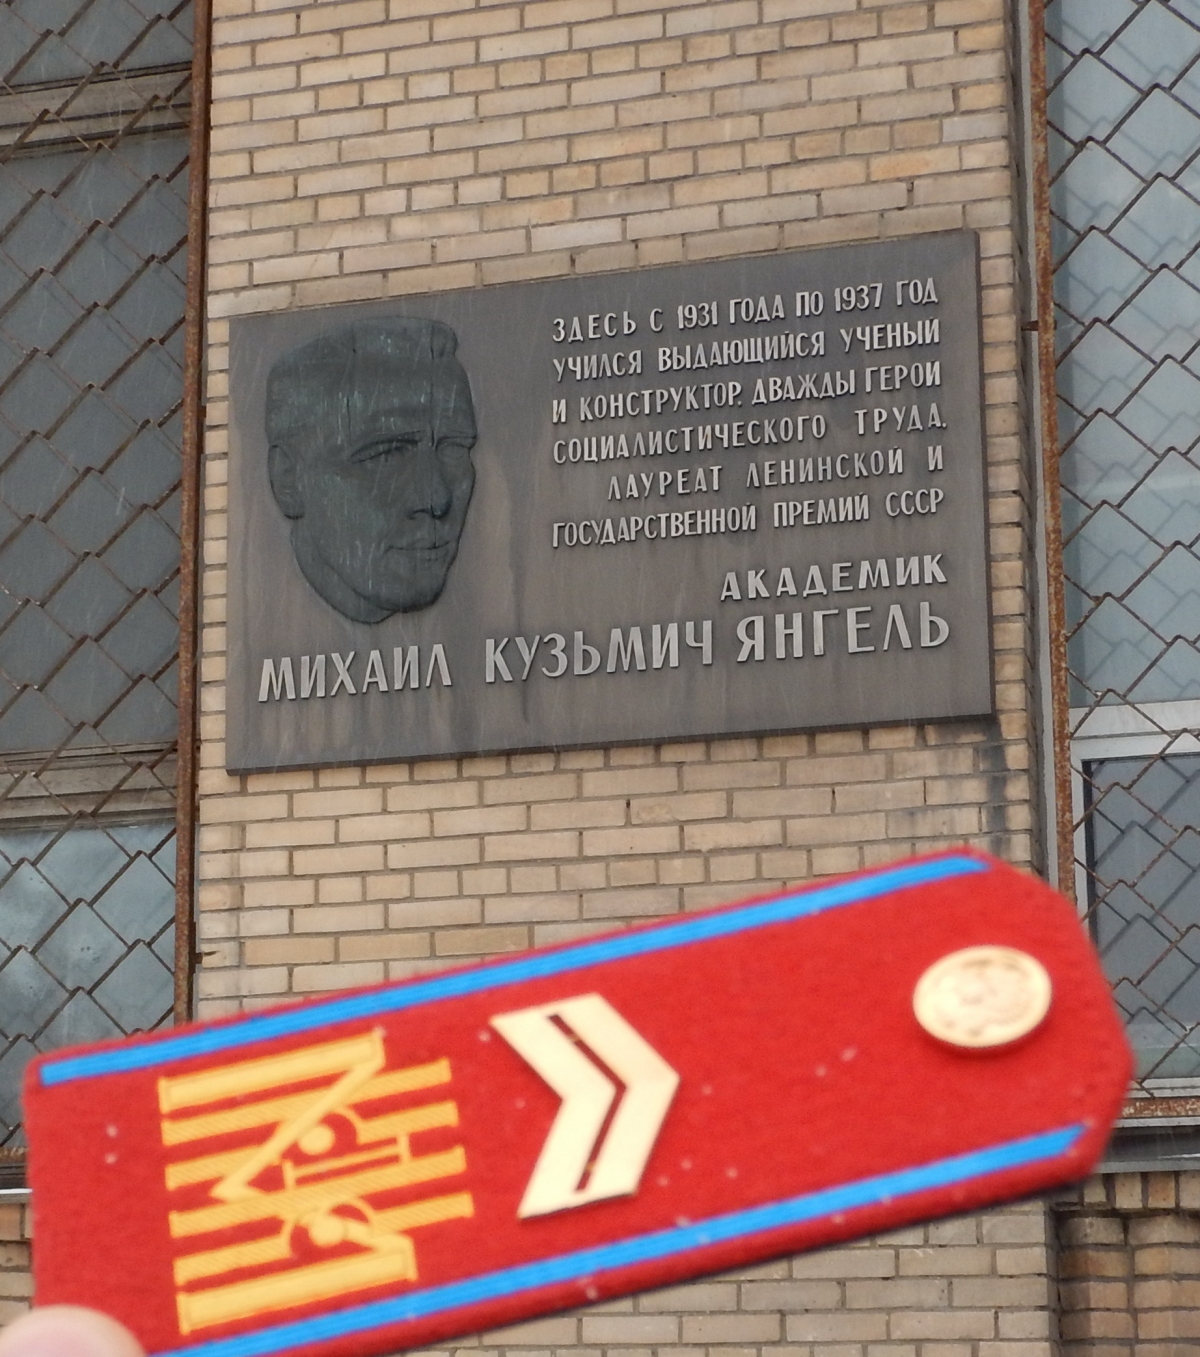 ЗДЕСЬ С 1931 ГОДА ПО 1937 ГОД
УЧИЛСЯ ВЫДАЮЩИЙСЯ УЧЕНЫЙ
И КОНСТРУКТОР. ДВАЖДЫ ГЕРОЙ
СОЦИАЛИСТИЧЕСКОГО ТРУДА.
ЛАУРЕАТ ЛЕНИНСКОЙ И
ГОСУДАРСТВЕННОЙ ПРЕМИЙ СССР
АКАДЕМИК
МИХАИЛ КУЗЬМИЧ ЯНГЕЛЬ